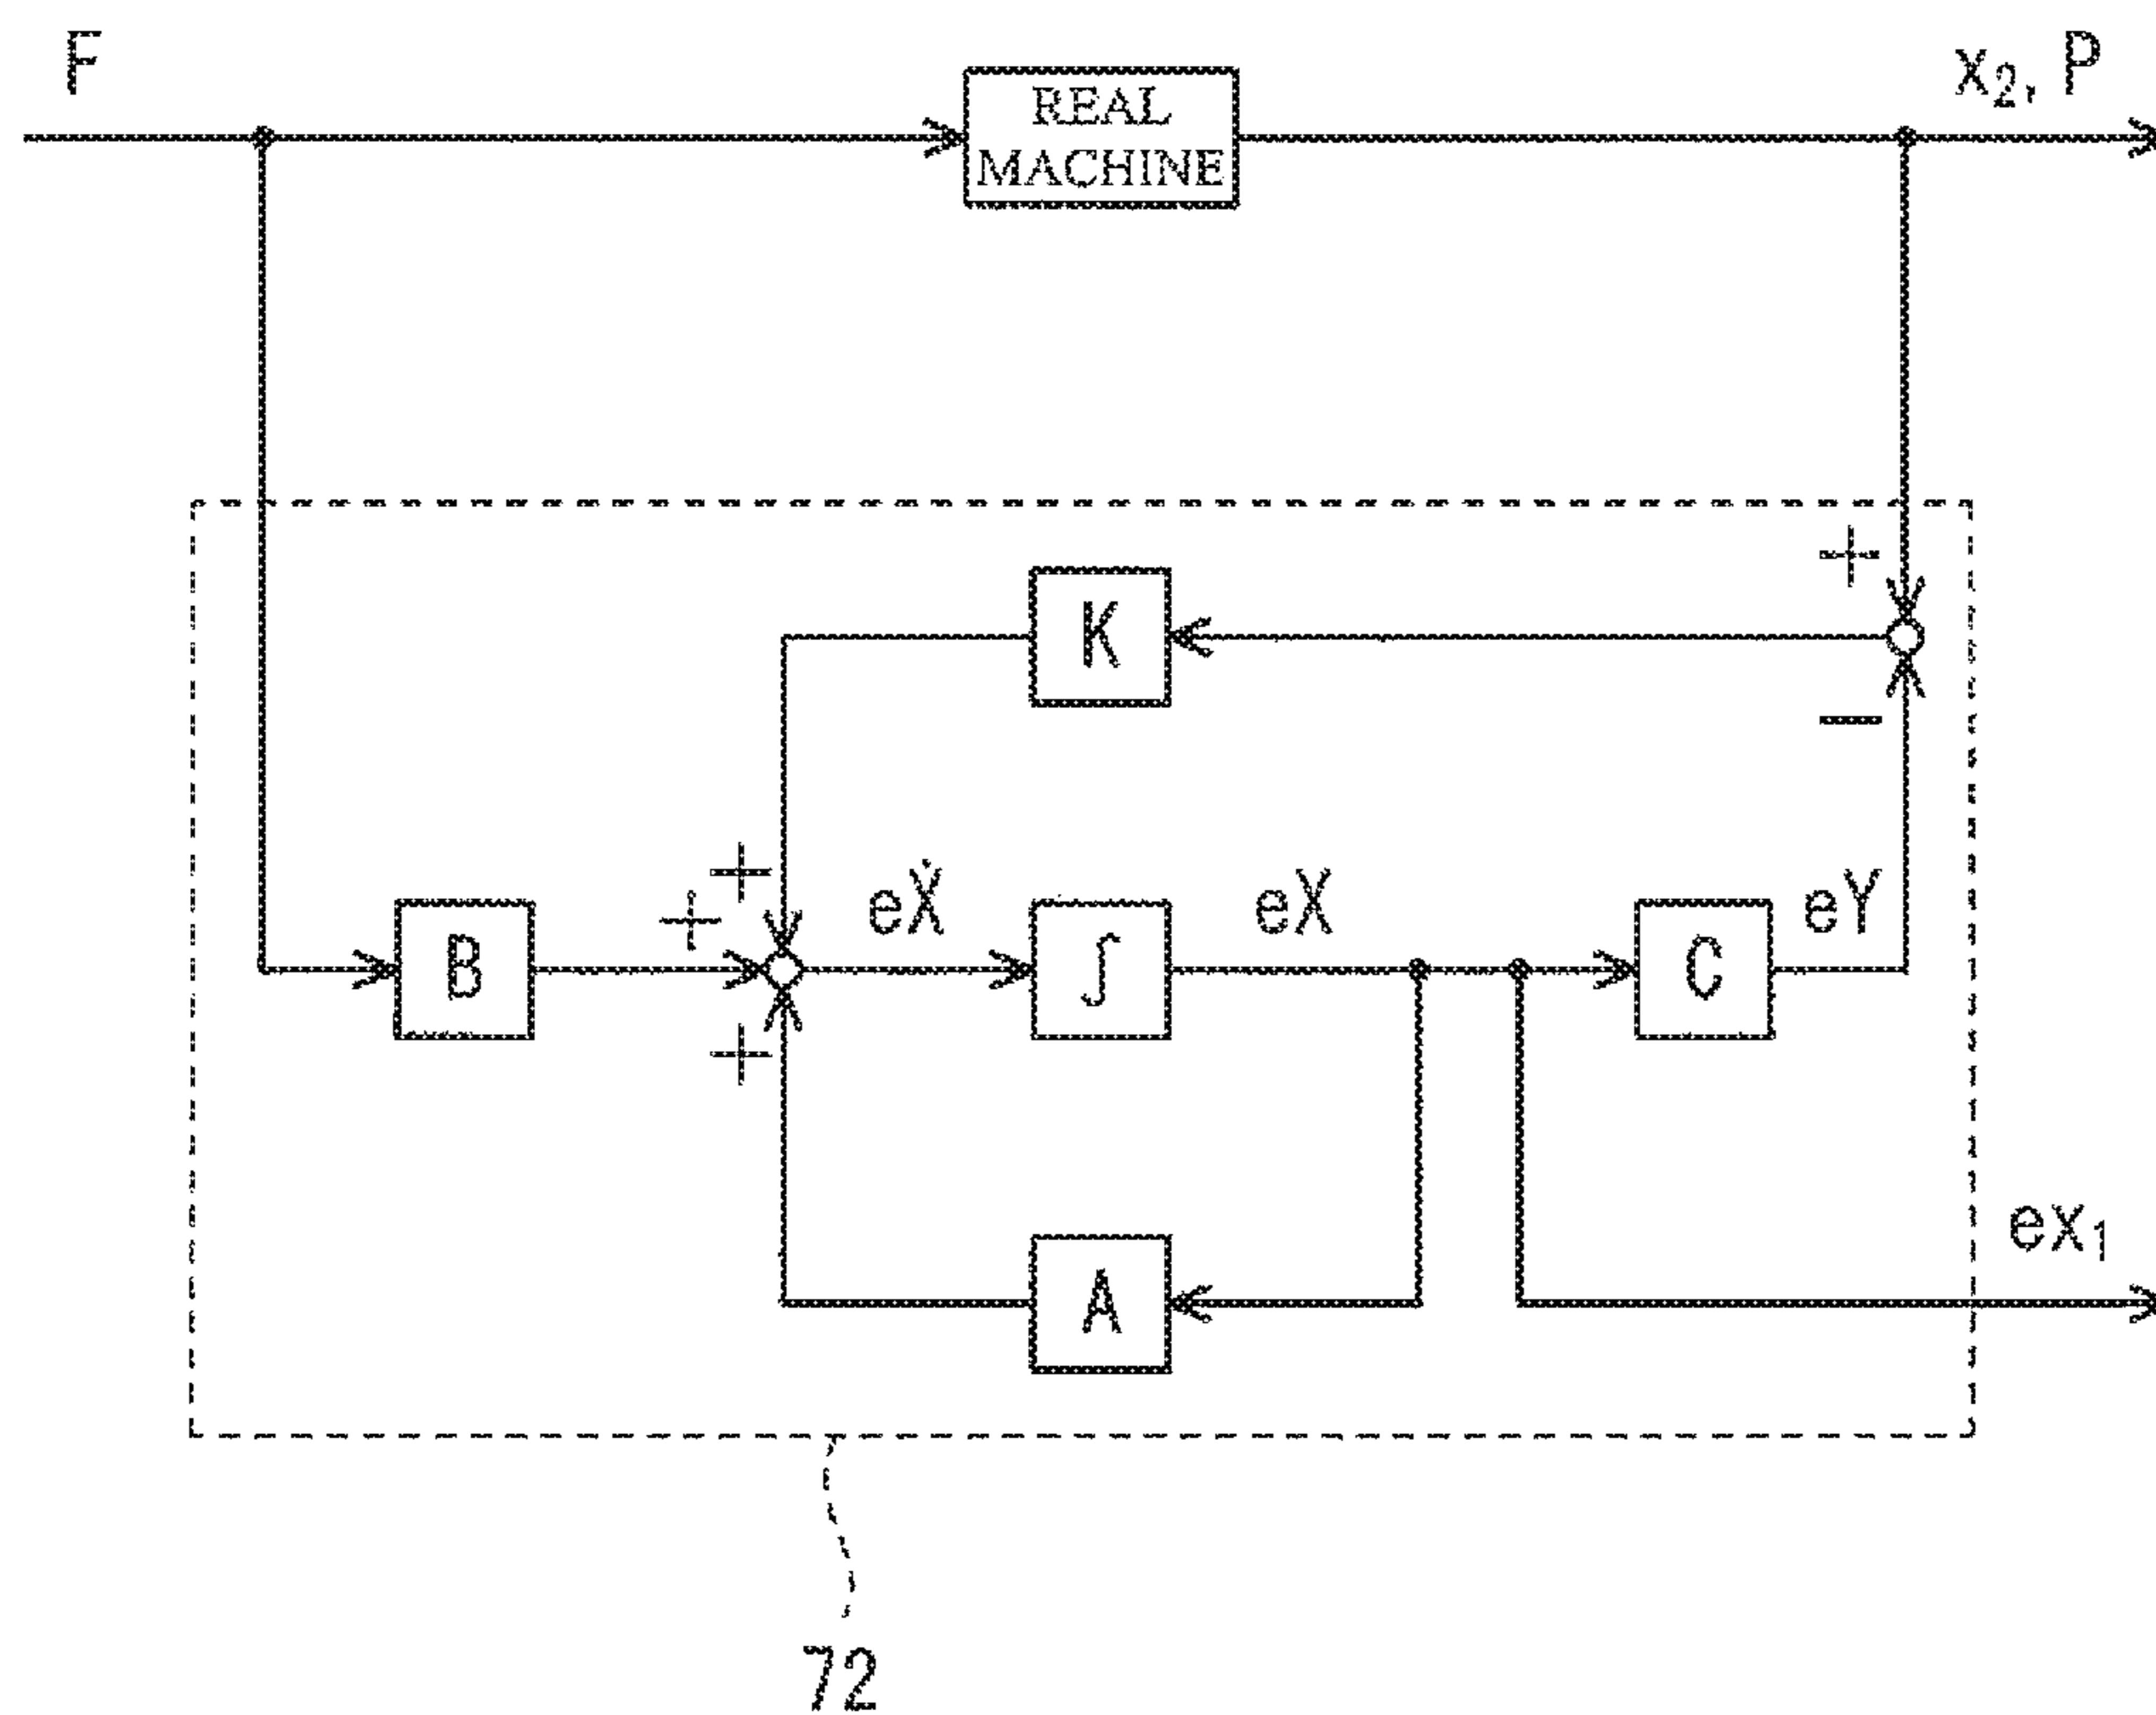 F
REAL
MACHINE
x₂, P
+
K
−
+
+
eẊ
eX
eY
B
∫
C
+
ex₁
A
72